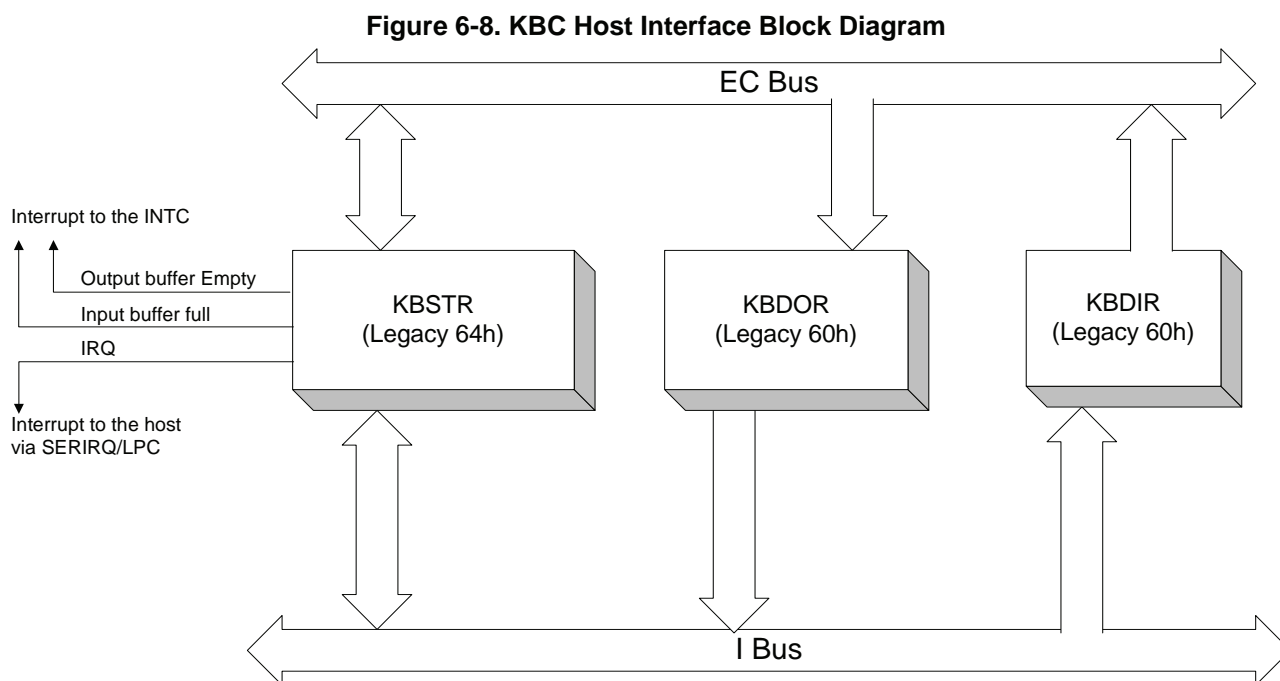 Figure 6-8. KBC Host Interface Block Diagram
EC Bus
Interrupt to the INTC
Output buffer Empty
Input buffer full
IRQ
Interrupt to the host
via SERIRQ/LPC
KBSTR
(Legacy 64h)
KBDOR
(Legacy 60h)
KBDIR
(Legacy 60h)
I Bus